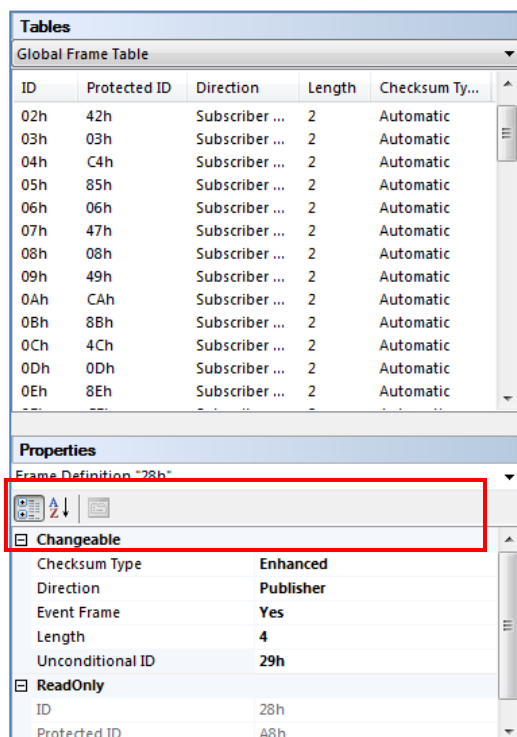 Tables
Global Frame Table
ID Protected ID Direction Length Checksum Ty...
02h 42h Subscriber ... 2 Automatic
03h 03h Subscriber ... 2 Automatic
04h C4h Subscriber ... 2 Automatic
05h 85h Subscriber ... 2 Automatic
06h 06h Subscriber ... 2 Automatic
07h 47h Subscriber ... 2 Automatic
08h 08h Subscriber ... 2 Automatic
09h 49h Subscriber ... 2 Automatic
0Ah CAh Subscriber ... 2 Automatic
0Bh 8Bh Subscriber ... 2 Automatic
0Ch 4Ch Subscriber ... 2 Automatic
0Dh 0Dh Subscriber ... 2 Automatic
0Eh 8Eh Subscriber ... 2 Automatic
Properties
Frame Definition "28h"
A Z
Changeable
Checksum Type Enhanced
Direction Publisher
Event Frame Yes
Length 4
Unconditional ID 29h
ReadOnly
ID 28h
Protected ID A8h